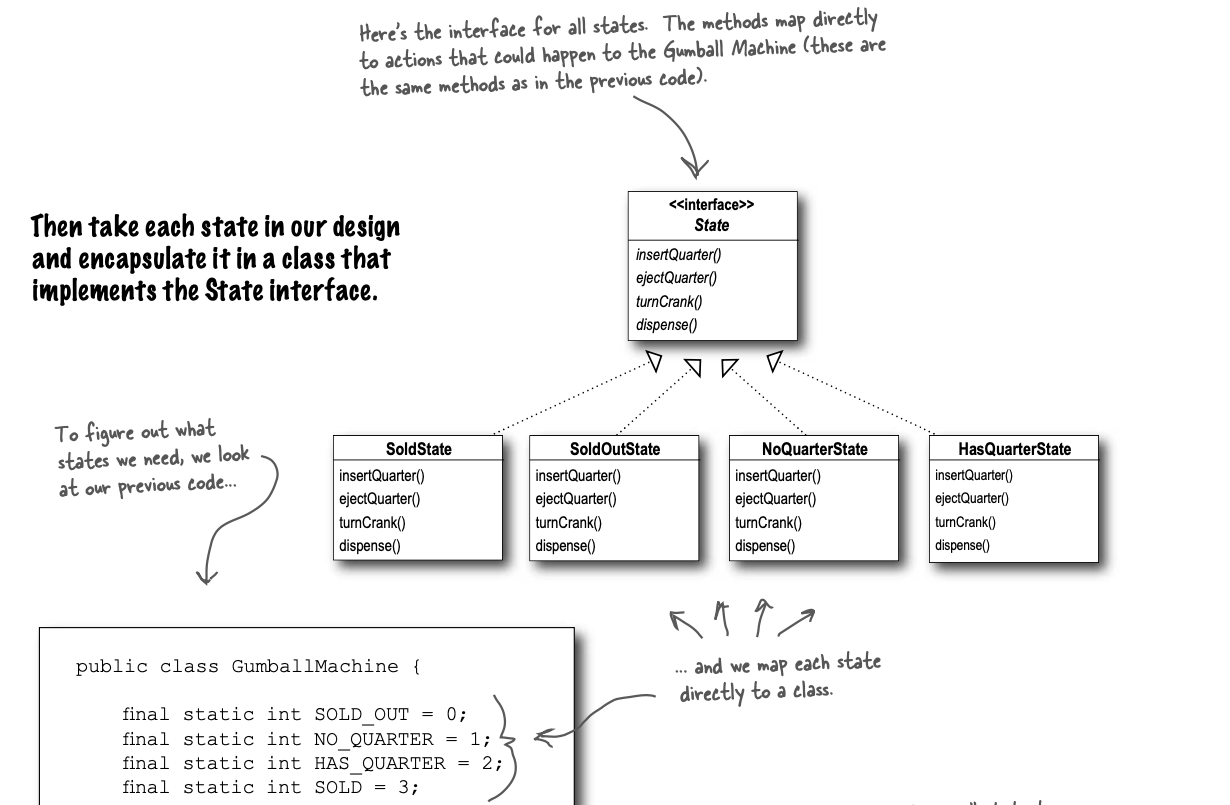 Here's the interface for all states. The methods map directly
to actions that could happen to the Gumball Machine (these are
the same methods as in the previous code).
Then take each state in our design
and encapsulate it in a class that
implements the State interface.
<<interface>>
State
insertQuarter()
ejectQuarter()
turnCrank()
dispense()
To figure out what
states we need, we look
at our previous code...
SoldState
insertQuarter()
ejectQuarter()
turnCrank()
dispense()
SoldOutState
insertQuarter()
ejectQuarter()
turnCrank()
dispense()
NoQuarterState
insertQuarter()
ejectQuarter()
turnCrank()
dispense()
HasQuarterState
insertQuarter()
ejectQuarter()
turnCrank()
dispense()
... and we map each state
directly to a class.
public class GumballMachine {
final static int SOLD_OUT = 0;
final static int NO_QUARTER = 1;
final static int HAS_QUARTER = 2;
final static int SOLD = 3;